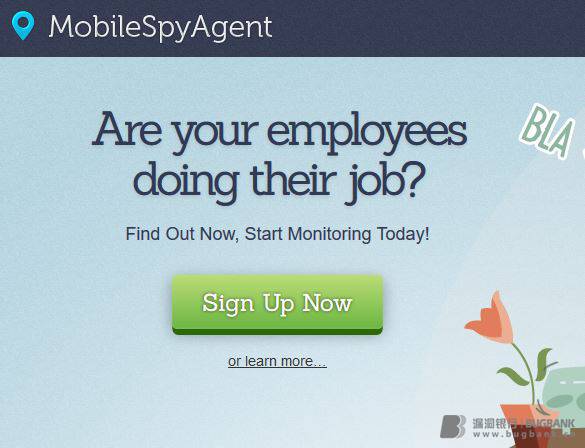 MobileSpyAgent
BLA
Are your employees
doing their job?
Find Out Now, Start Monitoring Today!
Sign Up Now
or learn more...
漏洞银行 | BUGBANK
www.bugbank.cn